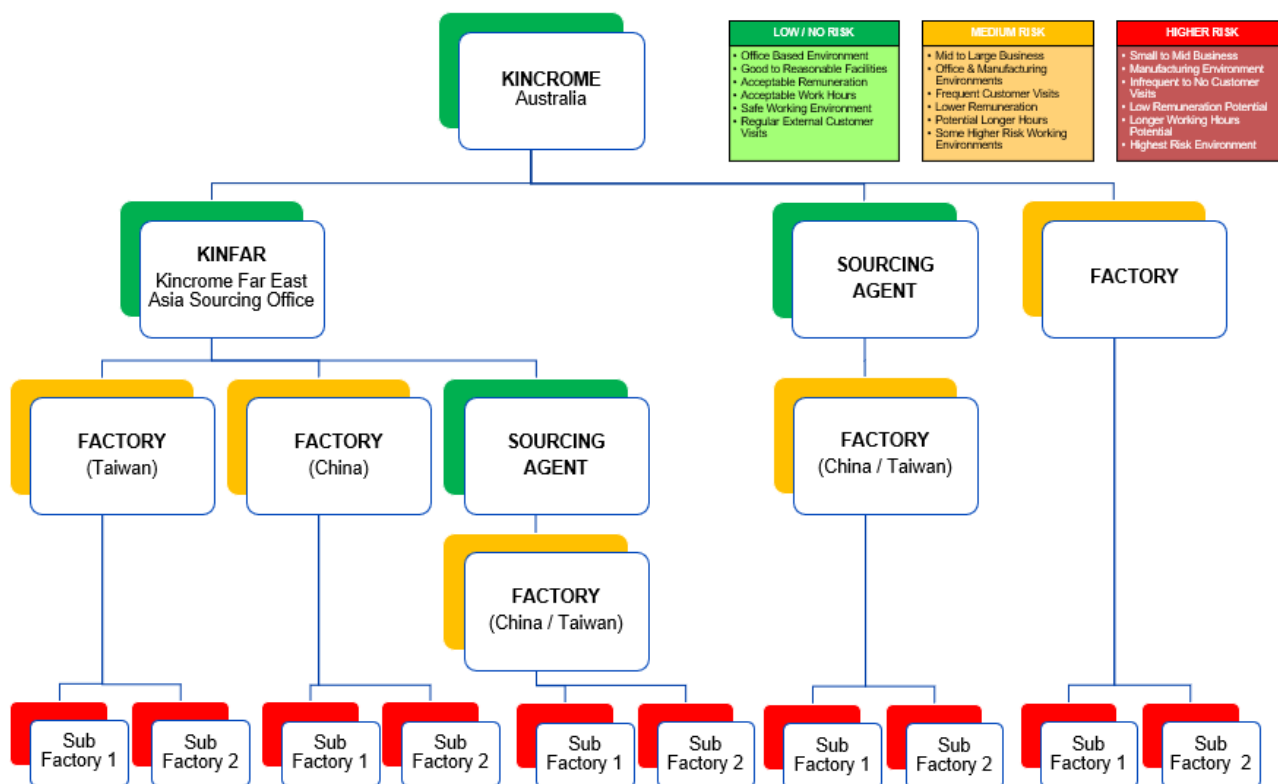 KINCROME
Australia
LOW / NO RISK
• Office Based Environment
• Good to Reasonable Facilities
• Acceptable Remuneration
• Acceptable Work Hours
• Safe Working Environment
• Regular External Customer
Visits
MEDIUM RISK
• Mid to Large Business
• Office & Manufacturing
Environments
• Frequent Customer Visits
• Lower Remuneration
• Potential Longer Hours
• Some Higher Risk Working
Environments
HIGHER RISK
• Small to Mid Business
• Manufacturing Environment
• Infrequent to No Customer
Visits
• Low Remuneration Potential
• Longer Working Hours
Potential
• Highest Risk Environment
KINFAR
Kincrome Far East
Asia Sourcing Office
SOURCING
AGENT
FACTORY
FACTORY
(Taiwan)
FACTORY
(China)
SOURCING
AGENT
FACTORY
(China / Taiwan)
FACTORY
(China / Taiwan)
Sub
Factory 1
Sub
Factory 2
Sub
Factory 1
Sub
Factory 2
Sub
Factory 1
Sub
Factory 2
Sub
Factory 1
Sub
Factory 2
Sub
Factory 1
Sub
Factory 2